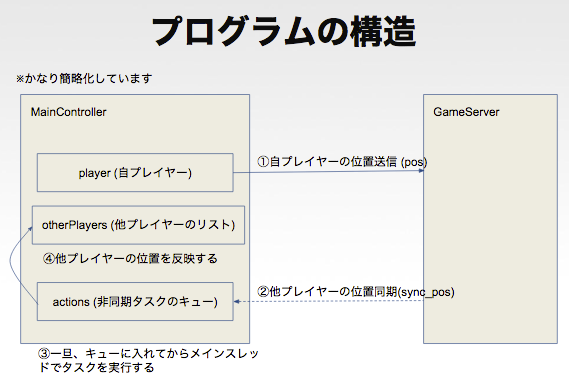 プログラムの構造
※かなり簡略化しています
MainController
GameServer
①自プレイヤーの位置送信 (pos)
player (自プレイヤー)
otherPlayers (他プレイヤーのリスト)
④他プレイヤーの位置を反映する
②他プレイヤーの位置同期(sync_pos)
actions (非同期タスクのキュー)
③一旦、キューに入れてからメインスレッ
ドでタスクを実行する